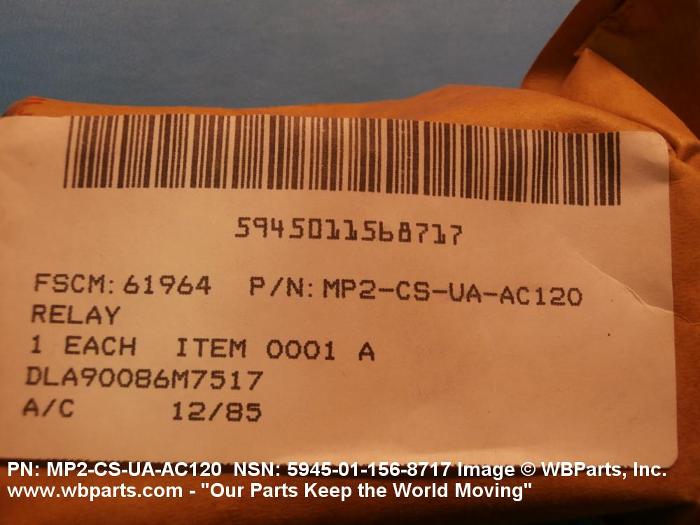 5945011568717
FSCM: 61964 P/N: MP2-CS-UA-AC120
RELAY
1 EACH ITEM 0001 A
DLA90086M7517
A/C 12/85
PN: MP2-CS-UA-AC120 NSN: 5945-01-156-8717 Image © WBParts, Inc.
www.wbparts.com - "Our Parts Keep the World Moving"